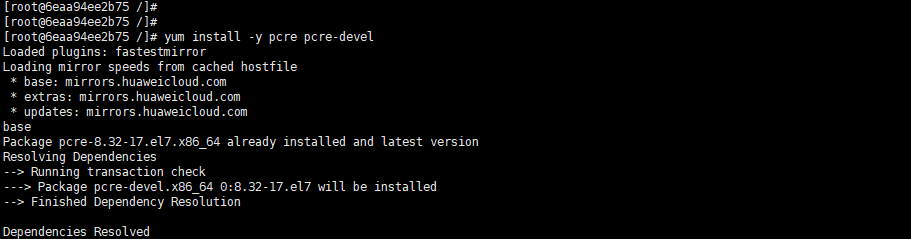 [root@6eaa94ee2b75 /]#
[root@6eaa94ee2b75 /]#
[root@6eaa94ee2b75 /]# yum install -y pcre pcre-devel
Loaded plugins: fastestmirror
Loading mirror speeds from cached hostfile
 * base: mirrors.huaweicloud.com
 * extras: mirrors.huaweicloud.com
 * updates: mirrors.huaweicloud.com
base
Package pcre-8.32-17.el7.x86_64 already installed and latest version
Resolving Dependencies
--> Running transaction check
---> Package pcre-devel.x86_64 0:8.32-17.el7 will be installed
--> Finished Dependency Resolution

Dependencies Resolved